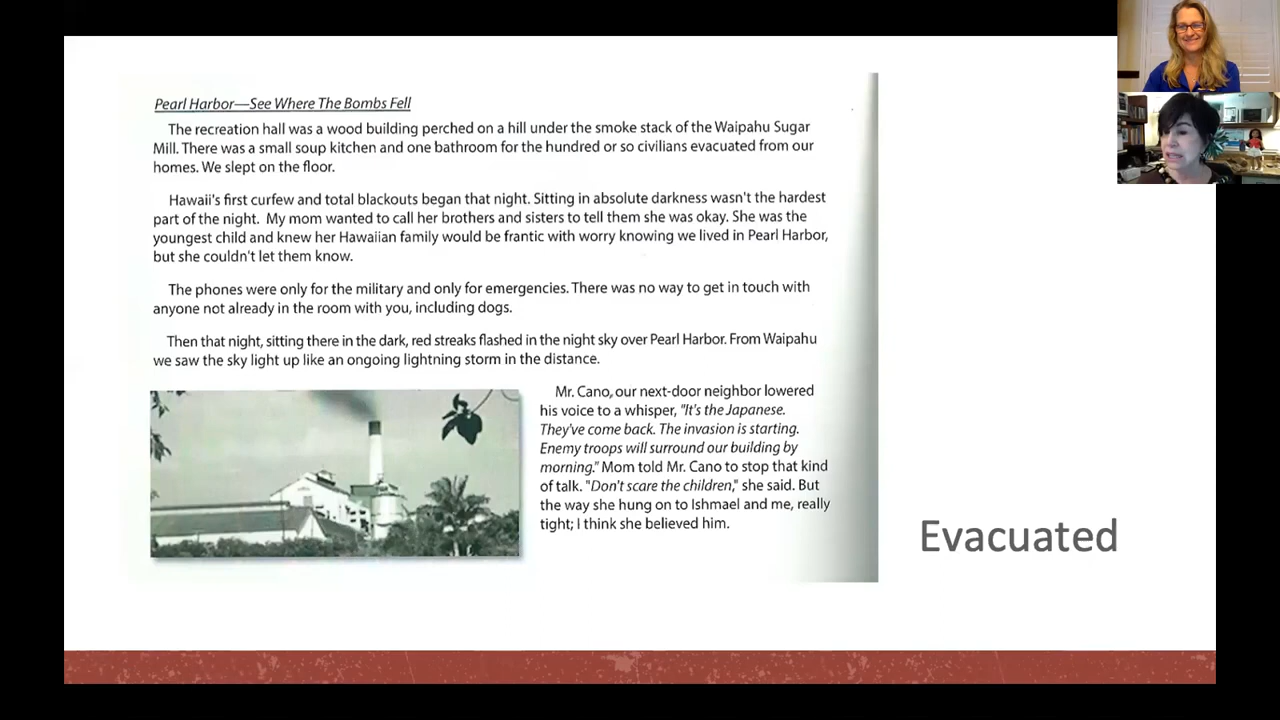 Pearl Harbor—See Where The Bombs Fell
The recreation hall was a wood building perched on a hill under the smoke stack of the Waipahu Sugar
Mill. There was a small soup kitchen and one bathroom for the hundred or so civilians evacuated from our
homes. We slept on the floor.
Hawaii's first curfew and total blackouts began that night. Sitting in absolute darkness wasn't the hardest
part of the night. My mom wanted to call her brothers and sisters to tell them she was okay. She was the
youngest child and knew her Hawaiian family would be frantic with worry knowing we lived in Pearl Harbor,
but she couldn't let them know.
The phones were only for the military and only for emergencies. There was no way to get in touch with
anyone not already in the room with you, including dogs.
Then that night, sitting there in the dark, red streaks flashed in the night sky over Pearl Harbor. From Waipahu
we saw the sky light up like an ongoing lightning storm in the distance.
Mr. Cano, our next-door neighbor lowered
his voice to a whisper, "It's the Japanese.
They've come back. The invasion is starting.
Enemy troops will surround our building by
morning." Mom told Mr. Cano to stop that kind
of talk. "Don't scare the children," she said. But
the way she hung on to Ishmael and me, really
tight; I think she believed him.
Evacuated